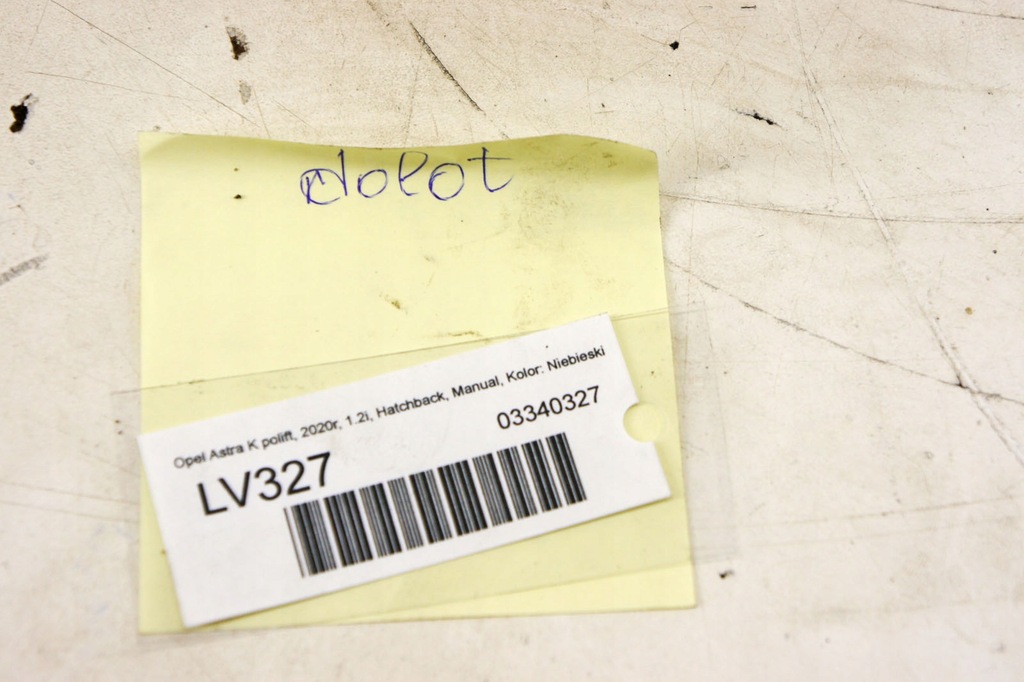 dolot
Opel Astra K polift, 2020r, 1.2i, Hatchback, Manual, Kolor: Niebieski
03340327
LV327